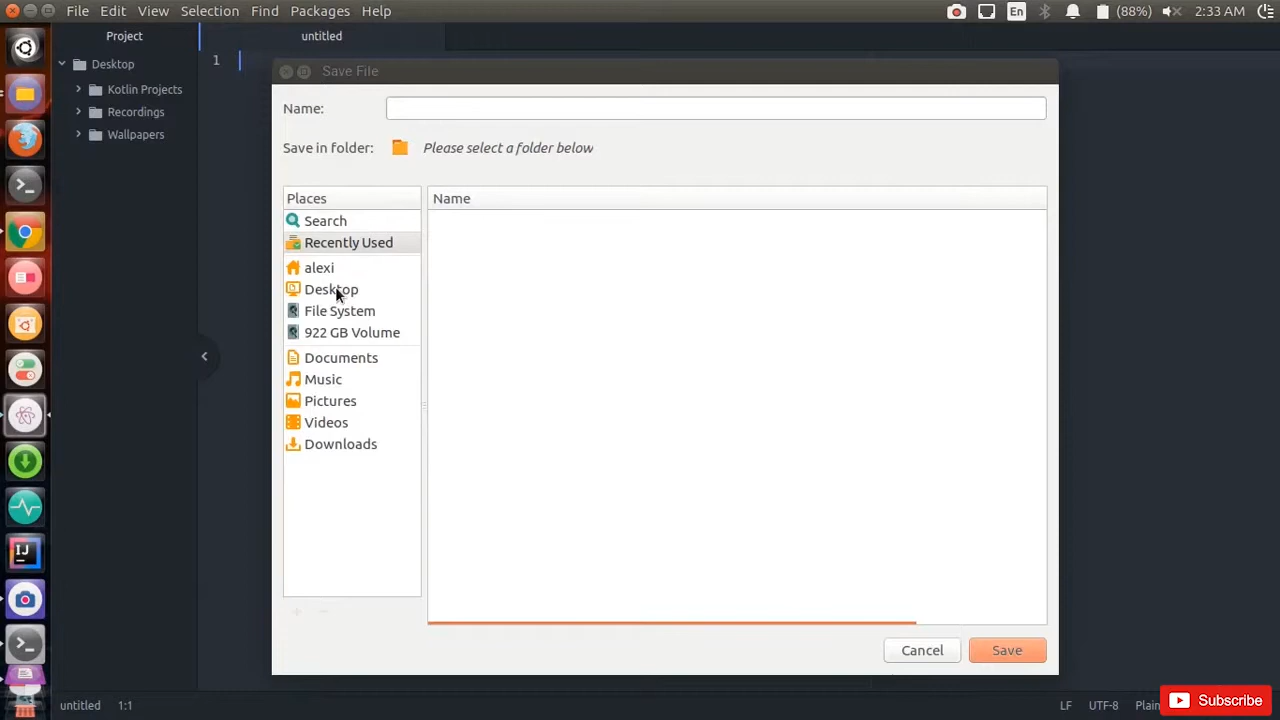 File Edit View Selection Find Packages Help
En (88%) 2:33 AM
Project
untitled
Desktop
Kotlin Projects
Recordings
Wallpapers
1
Save File
Name:
Save in folder: Please select a folder below
Places
Name
Search
Recently Used
alexi
Desktop
File System
922 GB Volume
Documents
Music
Pictures
Videos
Downloads
Cancel
Save
IJ
untitled 1:1
LF UTF-8 Plain
Subscribe